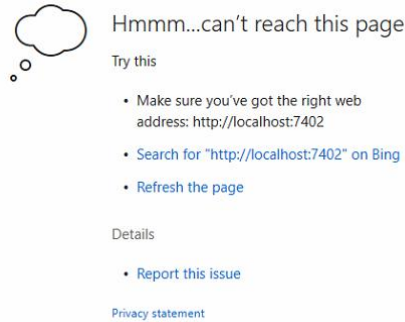 Hmmm...can't reach this page
Try this
• Make sure you've got the right web
address: http://localhost:7402
• Search for "http://localhost:7402" on Bing
• Refresh the page
Details
• Report this issue
Privacy statement